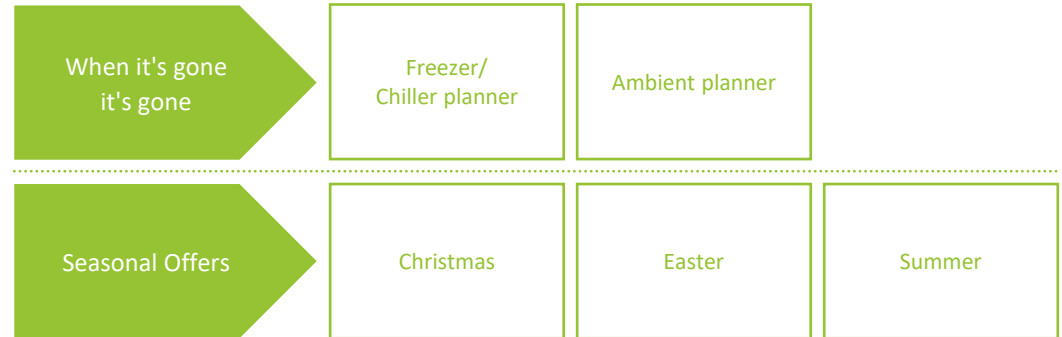 When it's gone
it's gone
Freezer/
Chiller planner
Ambient planner
Seasonal Offers
Christmas
Easter
Summer